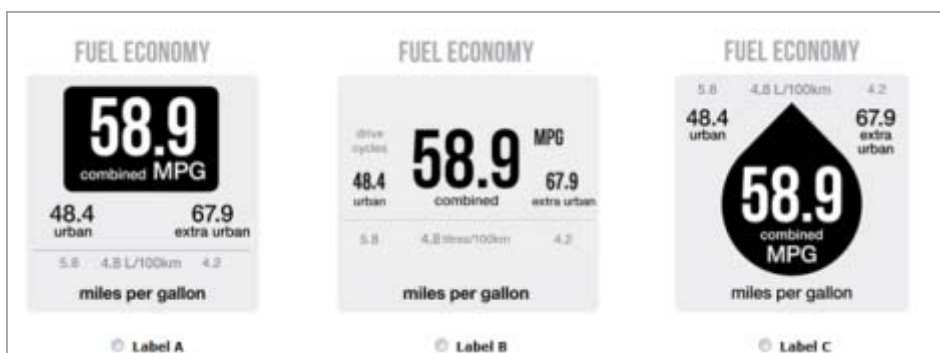 FUEL ECONOMY
58.9
combined MPG
48.4 67.9
urban extra urban
5.8 4.8 L/100km 4.2
miles per gallon
Label A
FUEL ECONOMY
drive
cycles
58.9 MPG
48.4 67.9
urban combined extra urban
5.8 4.8 litres/100km 4.2
miles per gallon
Label B
FUEL ECONOMY
5.8 4.8 L/100km 4.2
48.4 67.9
urban extra
urban
58.9
combined
MPG
miles per gallon
Label C